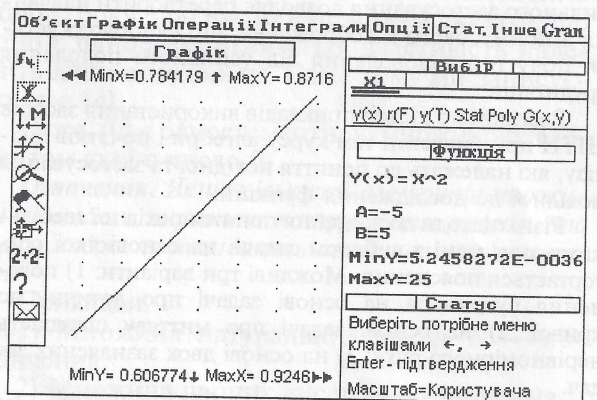 Об'єкт Графік Операції Інтеграли Опції Стат. Інше Gran
Графік
◀◀ MinX=0.784179 ↑ MaxY=0.8716
MinY= 0.606774↓ MaxX= 0.9246▶▶
2+2=
?
Вибір
X1
y(x) r(F) y(T) Stat Poly G(x,y)
Функція
Y(X)=X^2
A=-5
B=5
MinY=5.2458272E-0036
MaxY=25
Статус
Виберіть потрібне меню
клавішами ←, →
Enter - підтвердження
Масштаб=Користувача